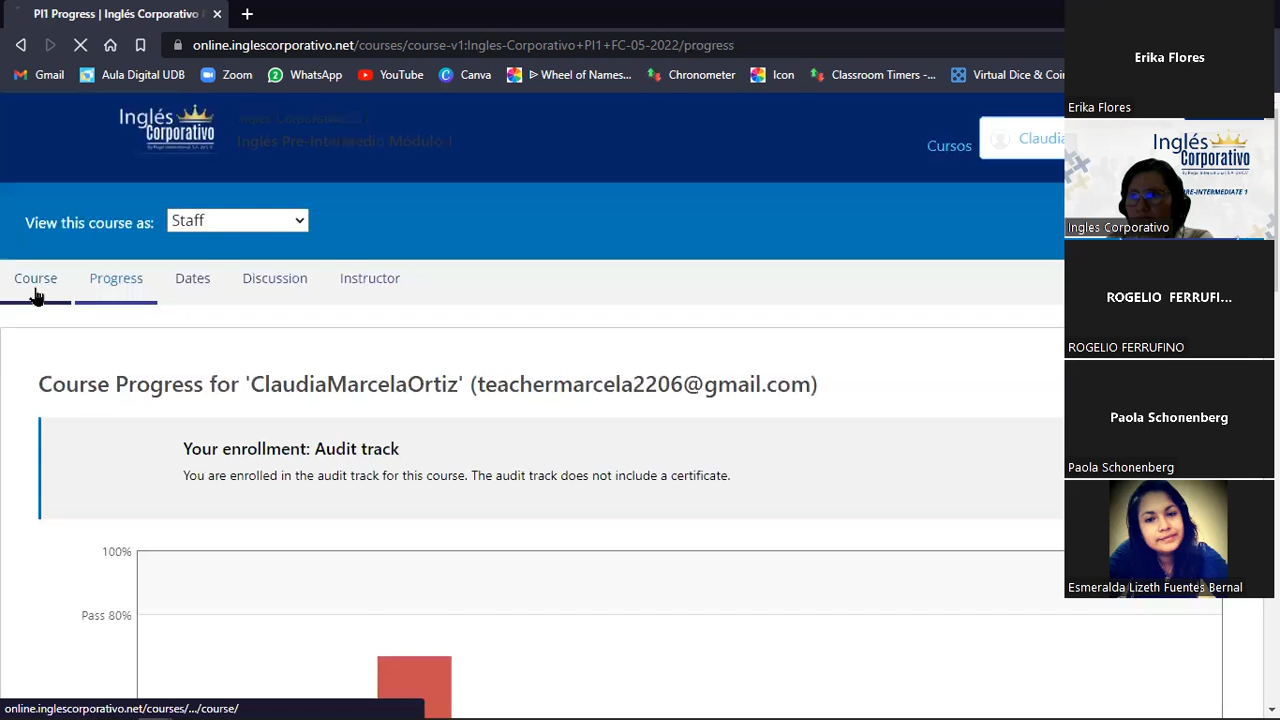 PI1 Progress | Inglés Corporativo
online.inglescorporativo.net/courses/course-v1:Ingles-Corporativo+PI1+FC-05-2022/progress
Gmail
Aula Digital UDB
Zoom
WhatsApp
YouTube
Canva
Wheel of Names...
Chronometer
Icon
Classroom Timers -...
Virtual Dice & Coi
Inglés
Corporativo
Inglés Pre-Intermedio Módulo I
Cursos
Claudia
View this course as:
Staff
Course
Progress
Dates
Discussion
Instructor
Course Progress for 'ClaudiaMarcelaOrtiz' (teachermarcela2206@gmail.com)
Your enrollment: Audit track
You are enrolled in the audit track for this course. The audit track does not include a certificate.
100%
Pass 80%
online.inglescorporativo.net/courses/.../course/
Erika Flores
Erika Flores
Inglés
Corporativo
PRE-INTERMEDIATE 1
Ingles Corporativo
ROGELIO FERRUFI...
ROGELIO FERRUFINO
Paola Schonenberg
Paola Schonenberg
Esmeralda Lizeth Fuentes Bernal